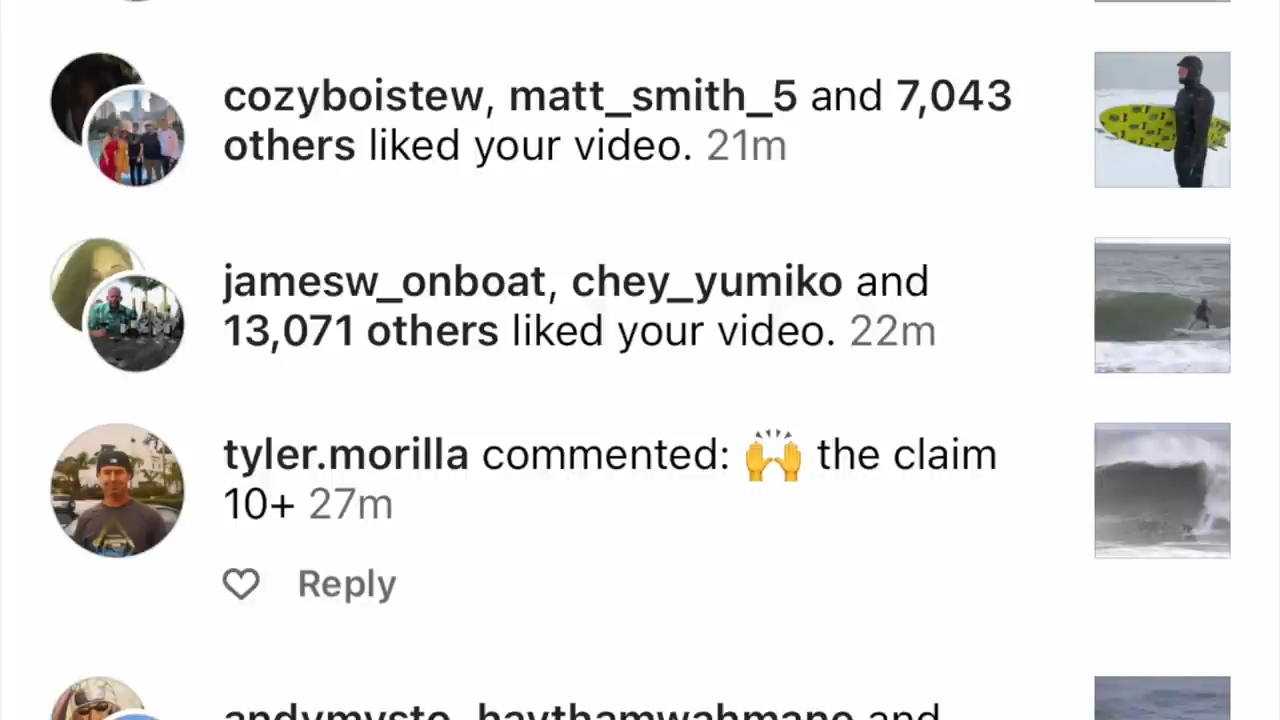 cozyboistew, matt_smith_5 and 7,043
others liked your video. 21m
jamesw_onboat, chey_yumiko and
13,071 others liked your video. 22m
tyler.morilla commented: 🙌 the claim
10+ 27m
Reply
andymysto, haythamwahmano and